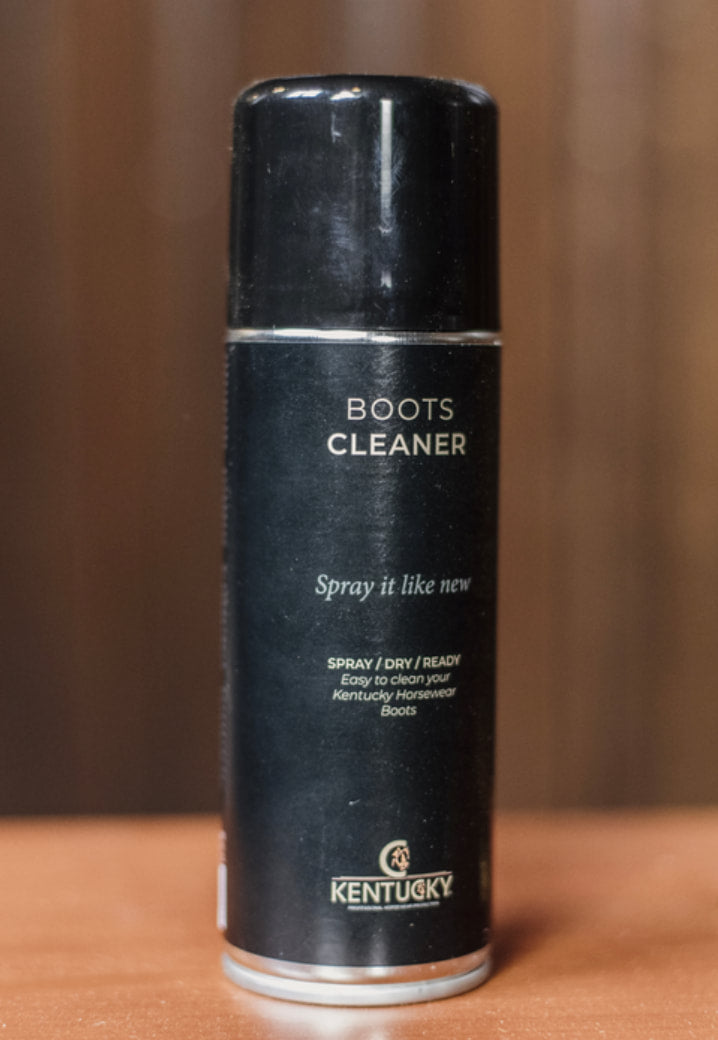 BOOTS
CLEANER
Spray it like new
SPRAY / DRY / READY
Easy to clean your
Kentucky Horsewear
Boots
KENTUCKY